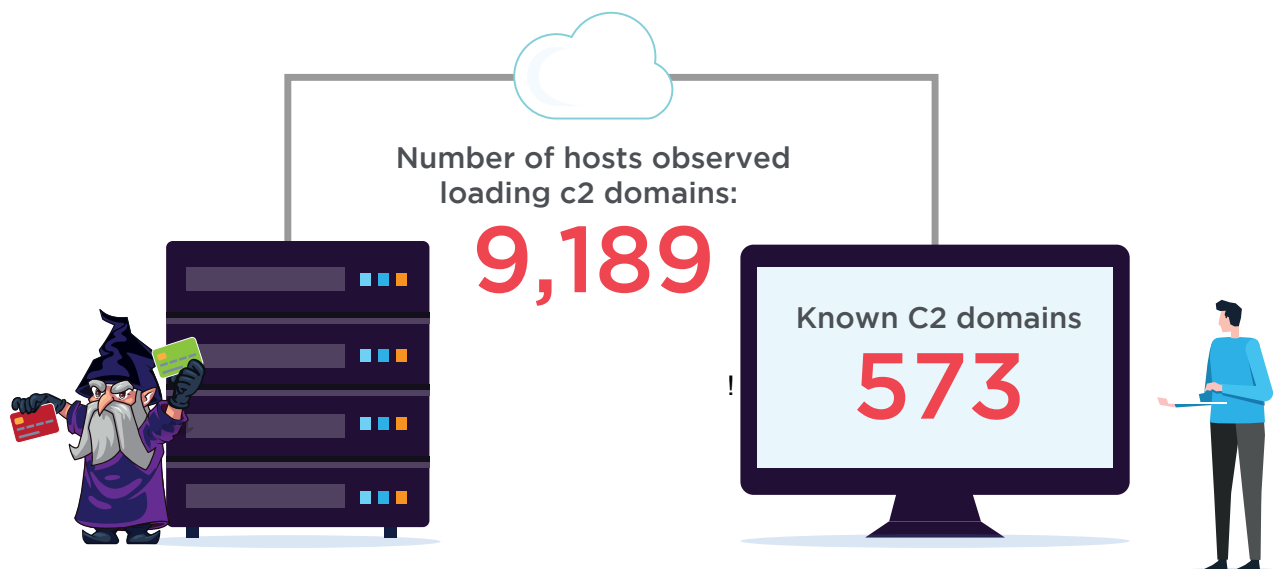 Number of hosts observed
loading c2 domains:
9,189
Known C2 domains
573
!